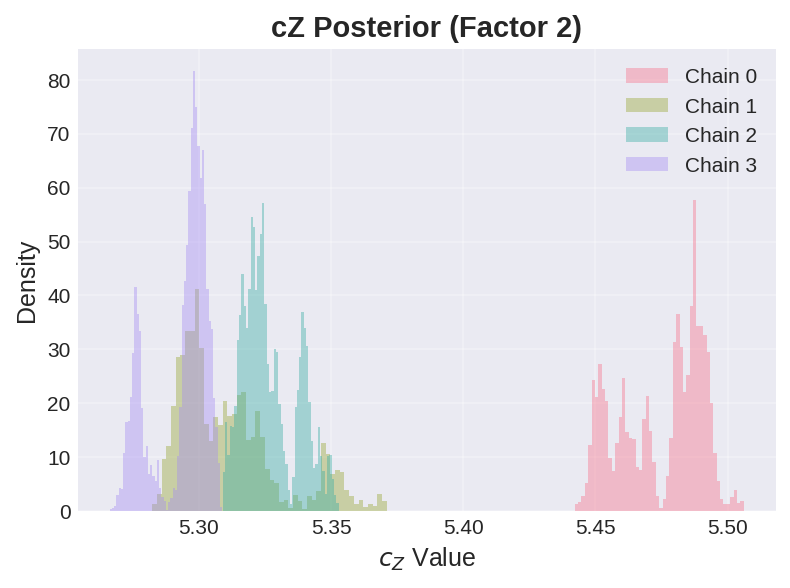 cZ Posterior (Factor 2)
Chain 0
Chain 1
Chain 2
Chain 3
Density
80
70
60
50
40
30
20
10
0
5.30 5.35 5.40 5.45 5.50
c_Z Value